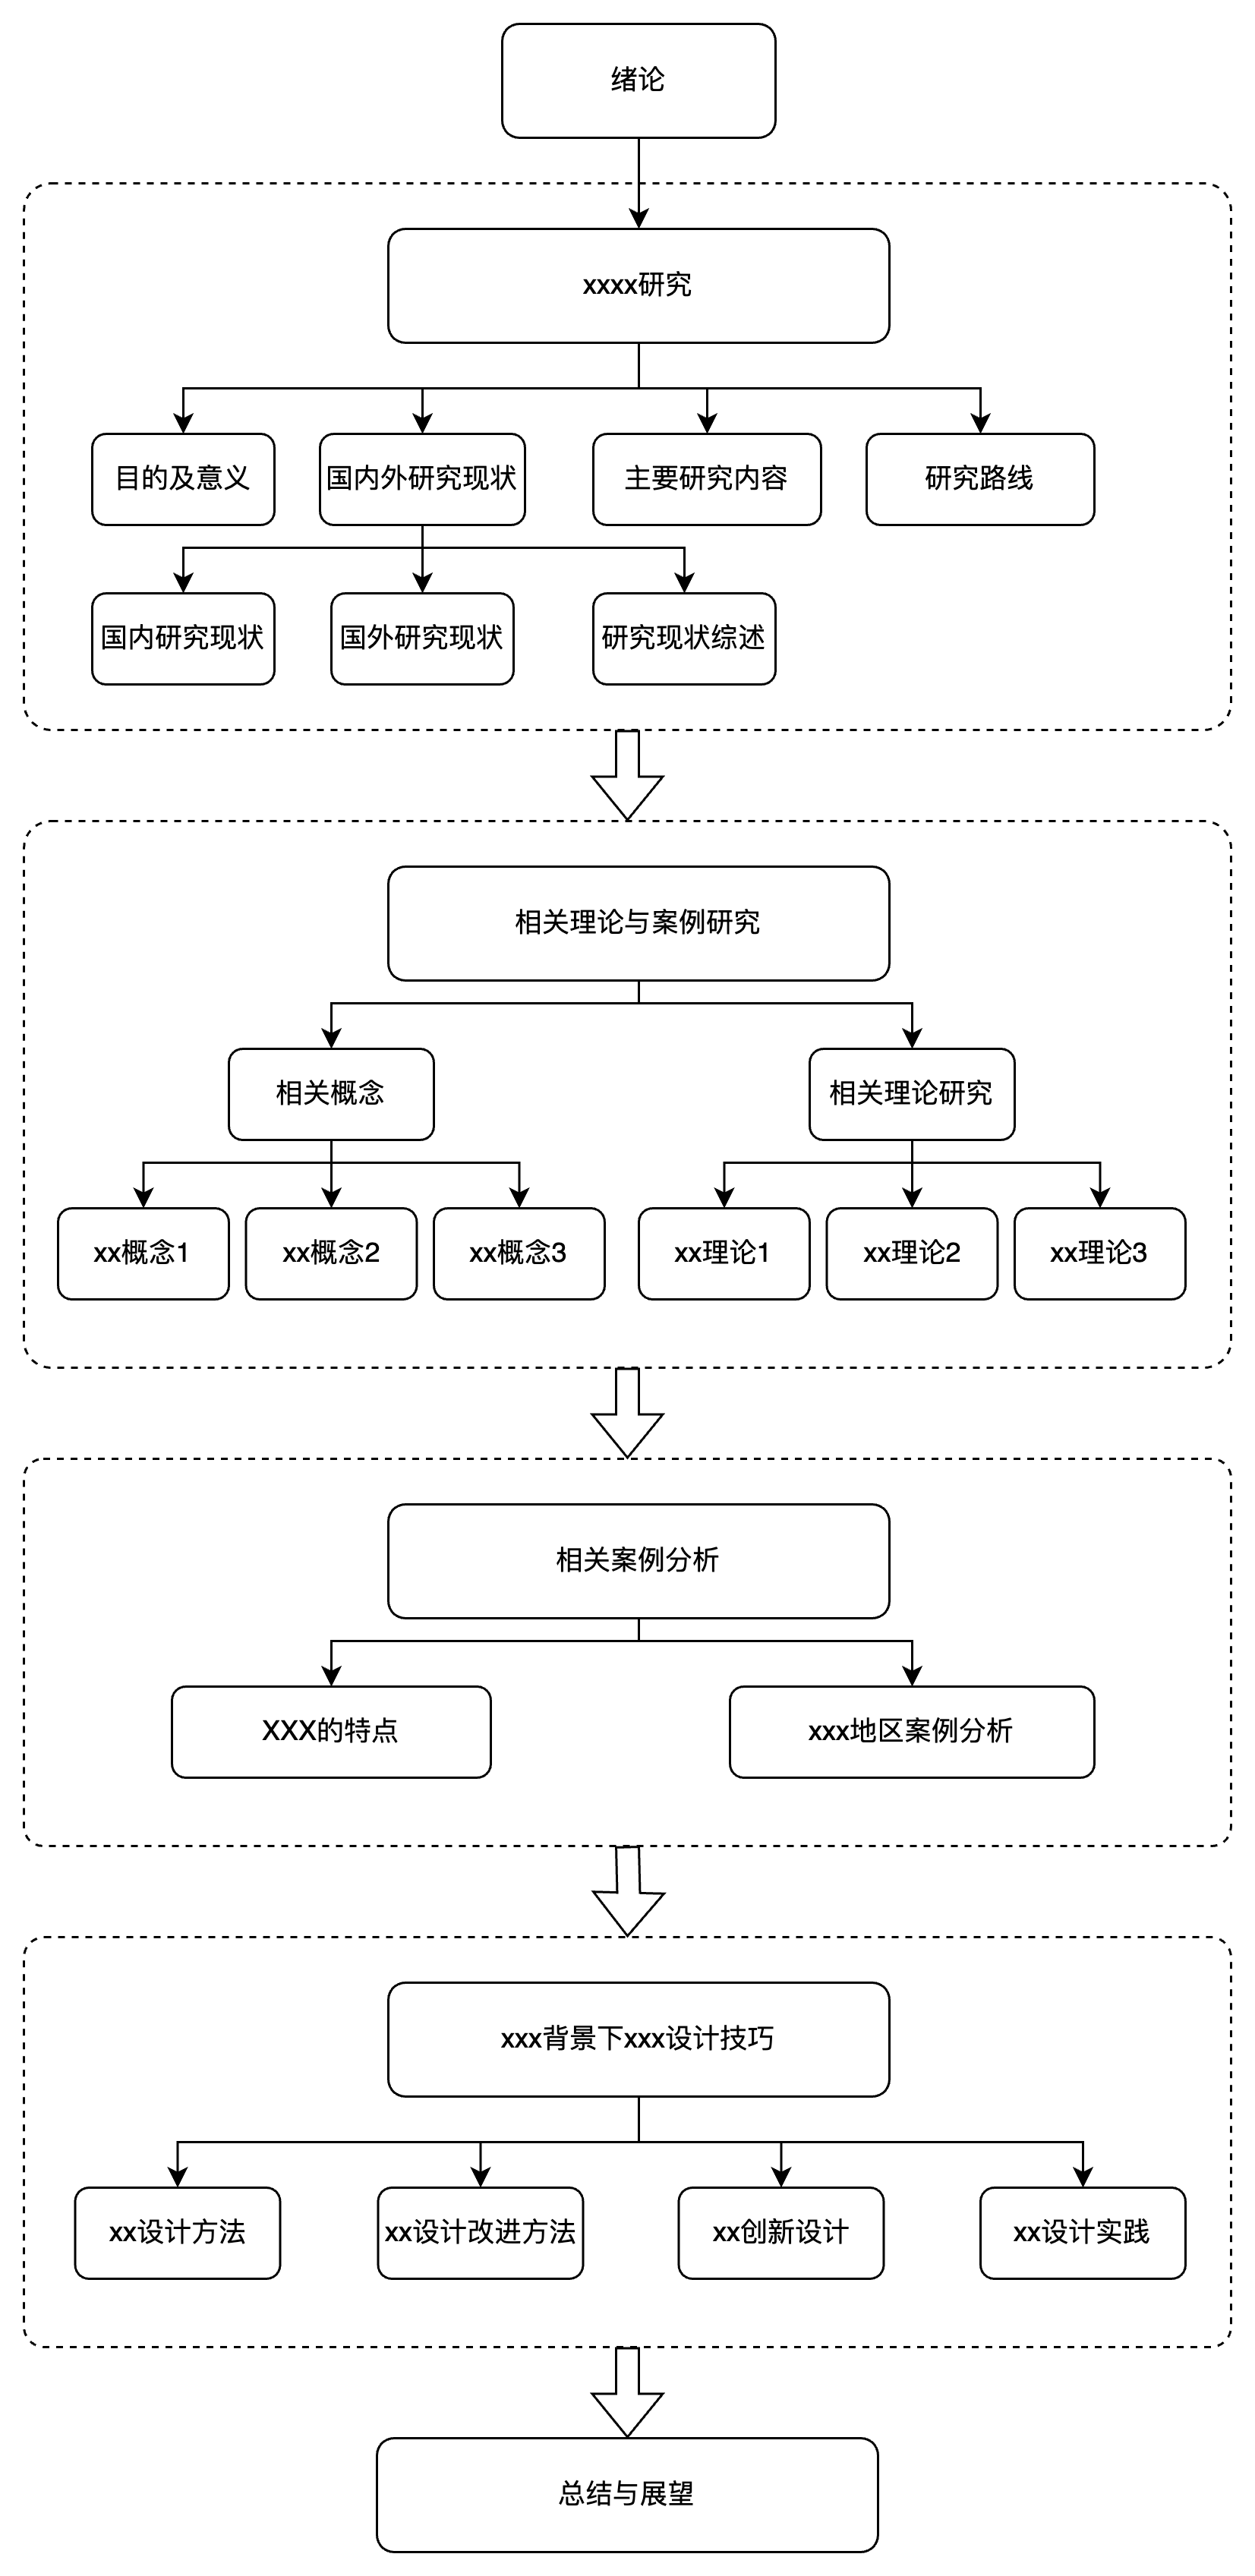 绪论
xxxx研究
目的及意义
国内外研究现状
主要研究内容
研究路线
国内研究现状
国外研究现状
研究现状综述
相关理论与案例研究
相关概念
相关理论研究
xx概念1
xx概念2
xx概念3
xx理论1
xx理论2
xx理论3
相关案例分析
XXX的特点
xxx地区案例分析
xxx背景下xxx设计技巧
xx设计方法
xx设计改进方法
xx创新设计
xx设计实践
总结与展望